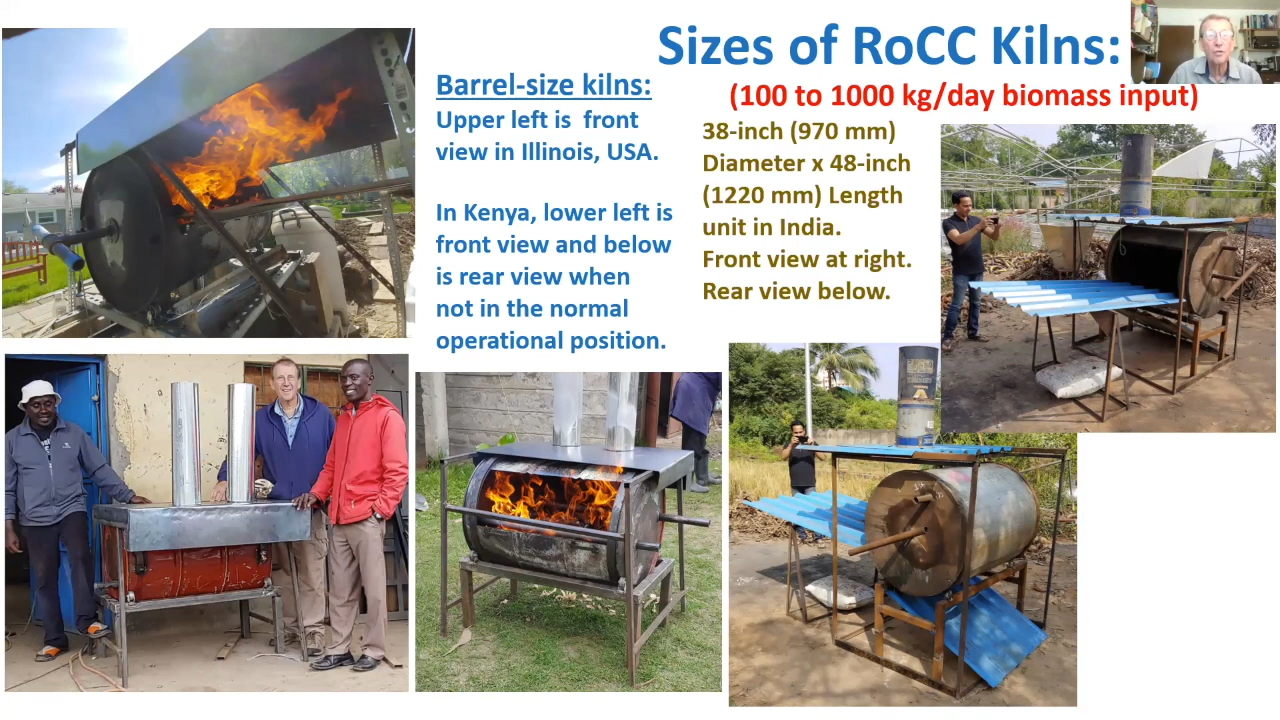 Sizes of RoCC Kilns:
(100 to 1000 kg/day biomass input)
Barrel-size kilns:
Upper left is front
view in Illinois, USA.
In Kenya, lower left is
front view and below
is rear view when
not in the normal
operational position.
38-inch (970 mm)
Diameter x 48-inch
(1220 mm) Length
unit in India.
Front view at right.
Rear view below.